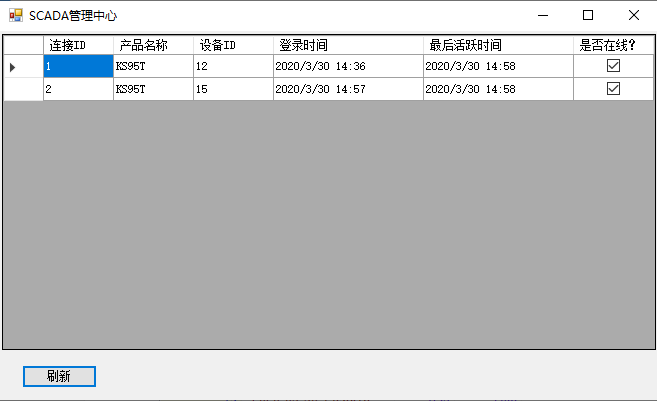 SCADA管理中心
连接ID 产品名称 设备ID 登录时间 最后活跃时间 是否在线?
1 KS95T 12 2020/3/30 14:36 2020/3/30 14:58
2 KS95T 15 2020/3/30 14:57 2020/3/30 14:58
刷新